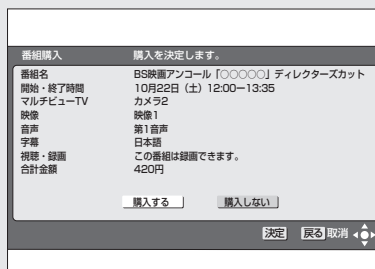 番組購入 購入を決定します。
番組名 BS映画アンコール「○○○○○」ディレクターズカット
開始・終了時間 10月22日（土）12:00ー13:35
マルチビューTV カメラ2
映像 映像1
音声 第1音声
字幕 日本語
視聴・録画 この番組は録画できます。
合計金額 420円
購入する 購入しない
決定 戻る 取消